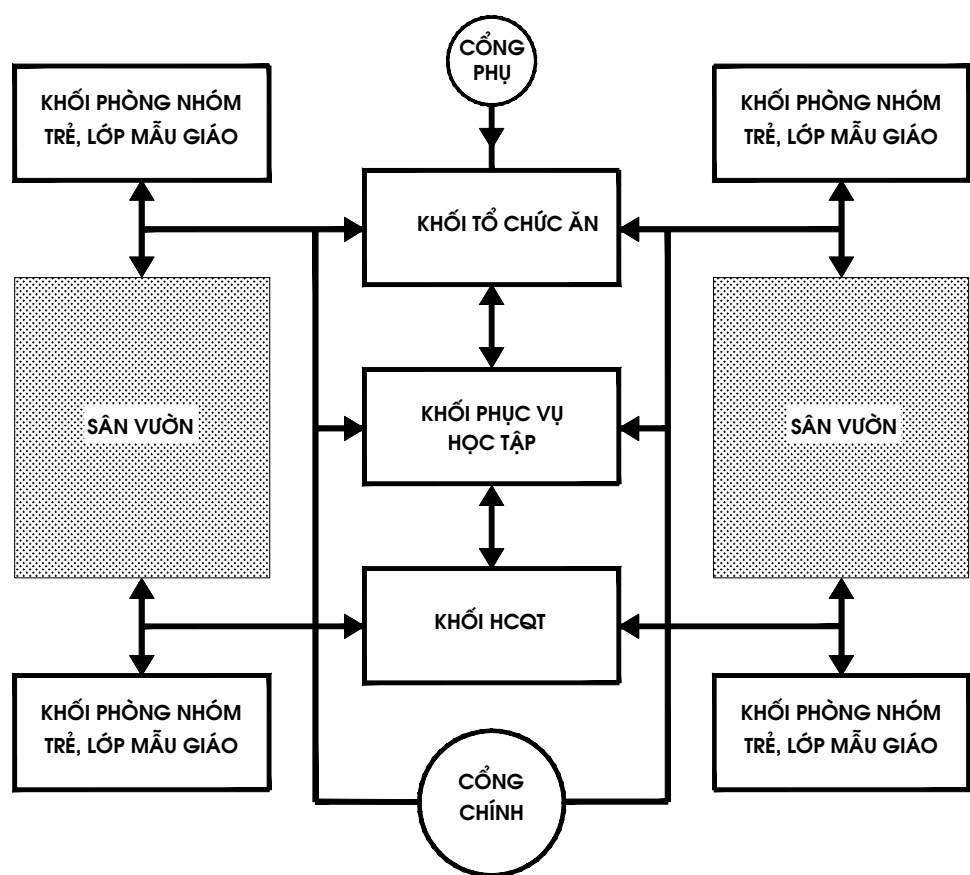 CỔNG
PHỤ
KHỐI PHÒNG NHÓM
TRẺ, LỚP MẪU GIÁO
KHỐI PHÒNG NHÓM
TRẺ, LỚP MẪU GIÁO
KHỐI TỔ CHỨC ĂN
SÂN VƯỜN
KHỐI PHỤC VỤ
HỌC TẬP
SÂN VƯỜN
KHỐI HCQT
KHỐI PHÒNG NHÓM
TRẺ, LỚP MẪU GIÁO
KHỐI PHÒNG NHÓM
TRẺ, LỚP MẪU GIÁO
CỔNG
CHÍNH